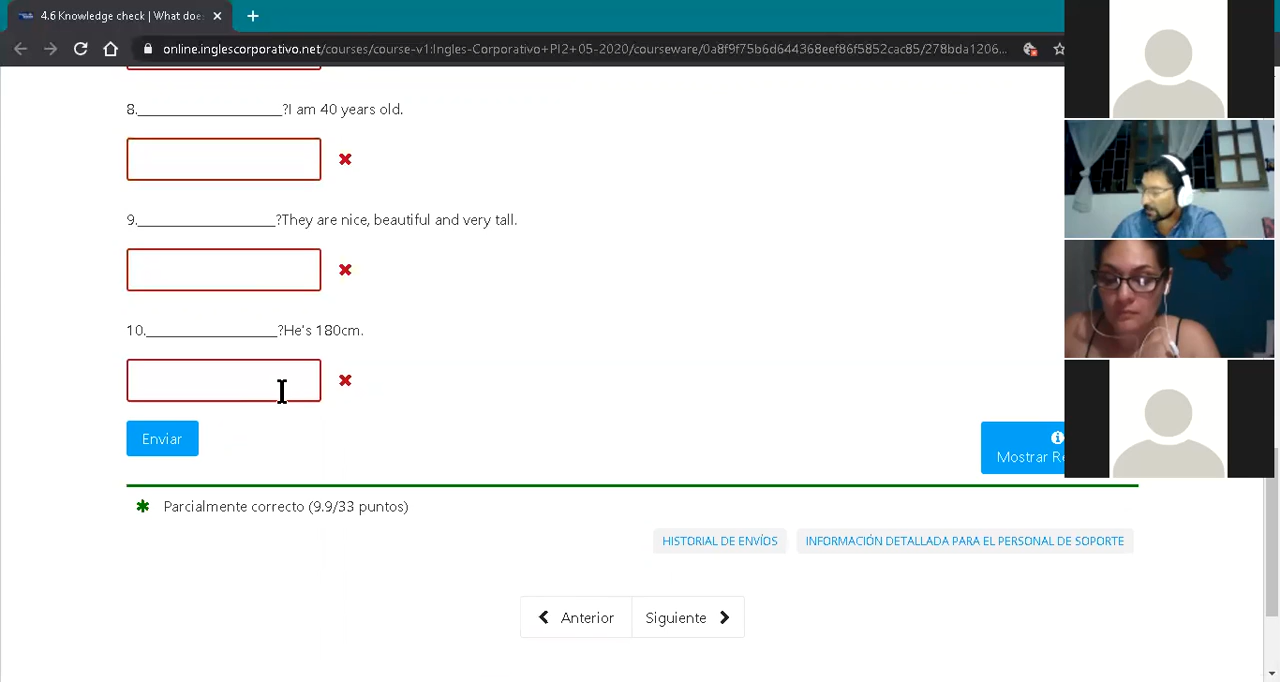 4.6 Knowledge check | What doe
online.inglescorporativo.net/courses/course-v1:Ingles-Corporativo+PI2+05-2020/courseware/0a8f9f75b6d644368eef86f5852cac85/278bda1206...
8.__________________?I am 40 years old.
9.__________________?They are nice, beautiful and very tall.
10.__________________?He's 180cm.
Enviar
Mostrar Re
Parcialmente correcto (9.9/33 puntos)
HISTORIAL DE ENVÍOS INFORMACIÓN DETALLADA PARA EL PERSONAL DE SOPORTE
Anterior Siguiente